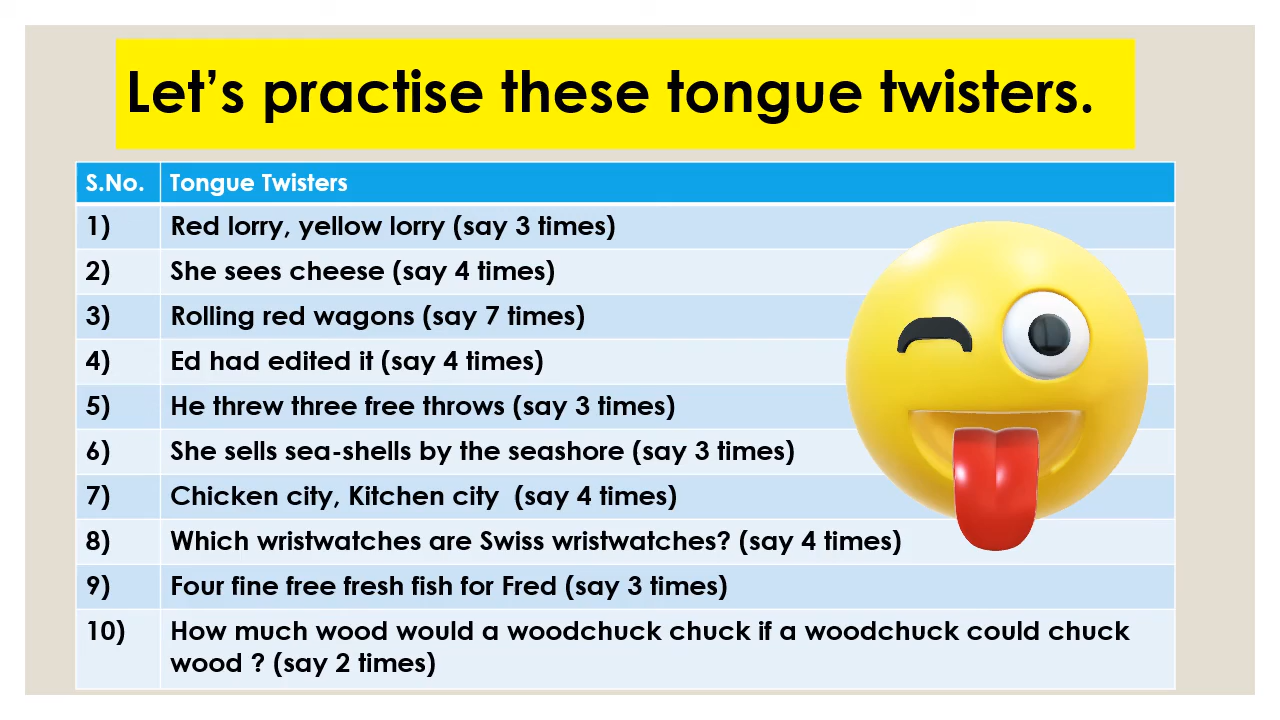 Let’s practise these tongue twisters.
S.No. Tongue Twisters
1) Red lorry, yellow lorry (say 3 times)
2) She sees cheese (say 4 times)
3) Rolling red wagons (say 7 times)
4) Ed had edited it (say 4 times)
5) He threw three free throws (say 3 times)
6) She sells sea-shells by the seashore (say 3 times)
7) Chicken city, Kitchen city  (say 4 times)
8) Which wristwatches are Swiss wristwatches? (say 4 times)
9) Four fine free fresh fish for Fred (say 3 times)
10) How much wood would a woodchuck chuck if a woodchuck could chuck
wood ? (say 2 times)